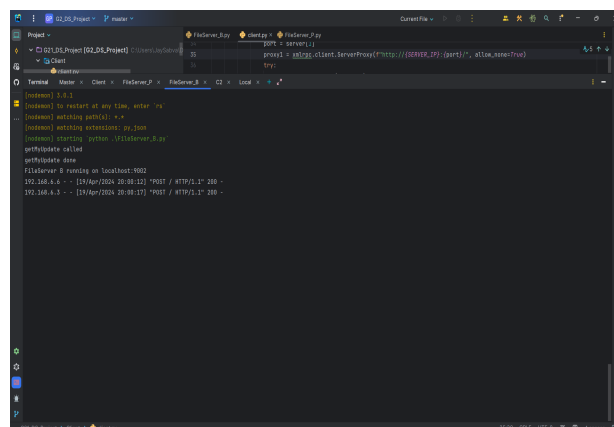 G2_DS_Project master Current File
Project FileServer_B.py client.py × FileServer_P.py
G21_DS_Project [G2_DS_Project]
34 port = server[1]
Client 35 proxy1 = xmlrpc.client.ServerProxy(f"http://{SERVER_IP}:{port}/", allow_none=True)
client.py 36 try:
Terminal Master × Client × FileServer_P × FileServer_B × C2 × Local ×
[nodemon] 3.0.1
[nodemon] to restart at any time, enter `rs`
[nodemon] watching path(s): *.*
[nodemon] watching extensions: py,json
[nodemon] starting `python .\FileServer_B.py`
getMyUpdate called
getMyUpdate done
FileServer B running on localhost:9002
192.168.6.6 - - [19/Apr/2024 20:00:12] "POST / HTTP/1.1" 200 -
192.168.6.3 - - [19/Apr/2024 20:00:17] "POST / HTTP/1.1" 200 -